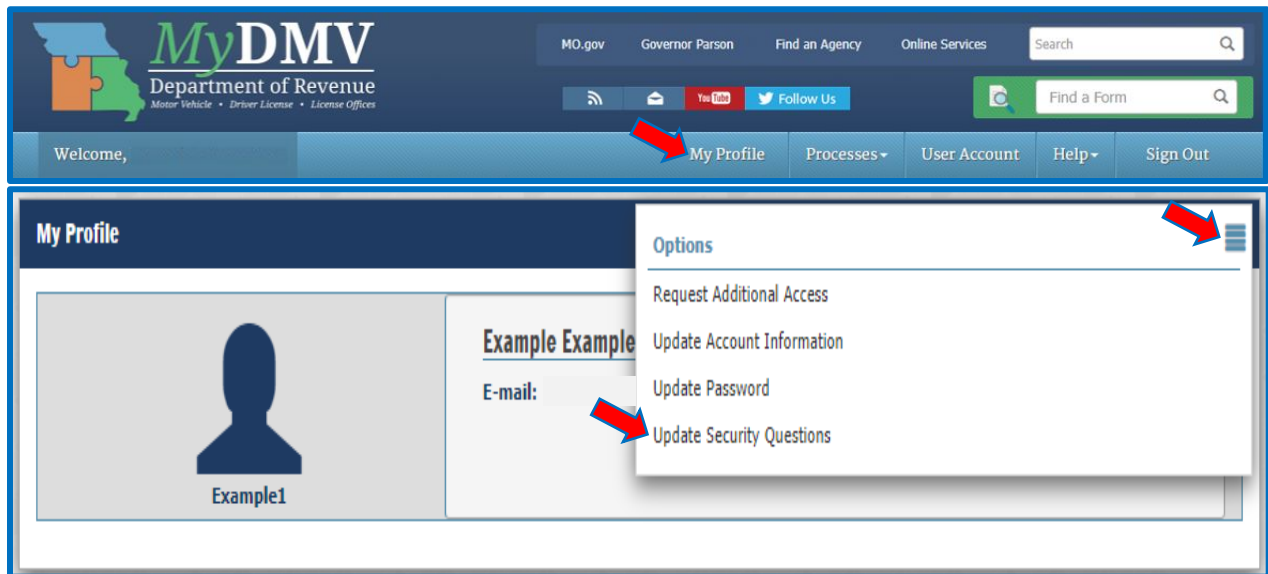 MyDMV
Department of Revenue
Motor Vehicle • Driver License • License Offices
MO.gov Governor Parson Find an Agency Online Services Search
You Tube Follow Us Find a Form
Welcome, My Profile Processes User Account Help Sign Out
My Profile
Options
Request Additional Access
Example Example Update Account Information
E-mail: Update Password
Update Security Questions
Example1